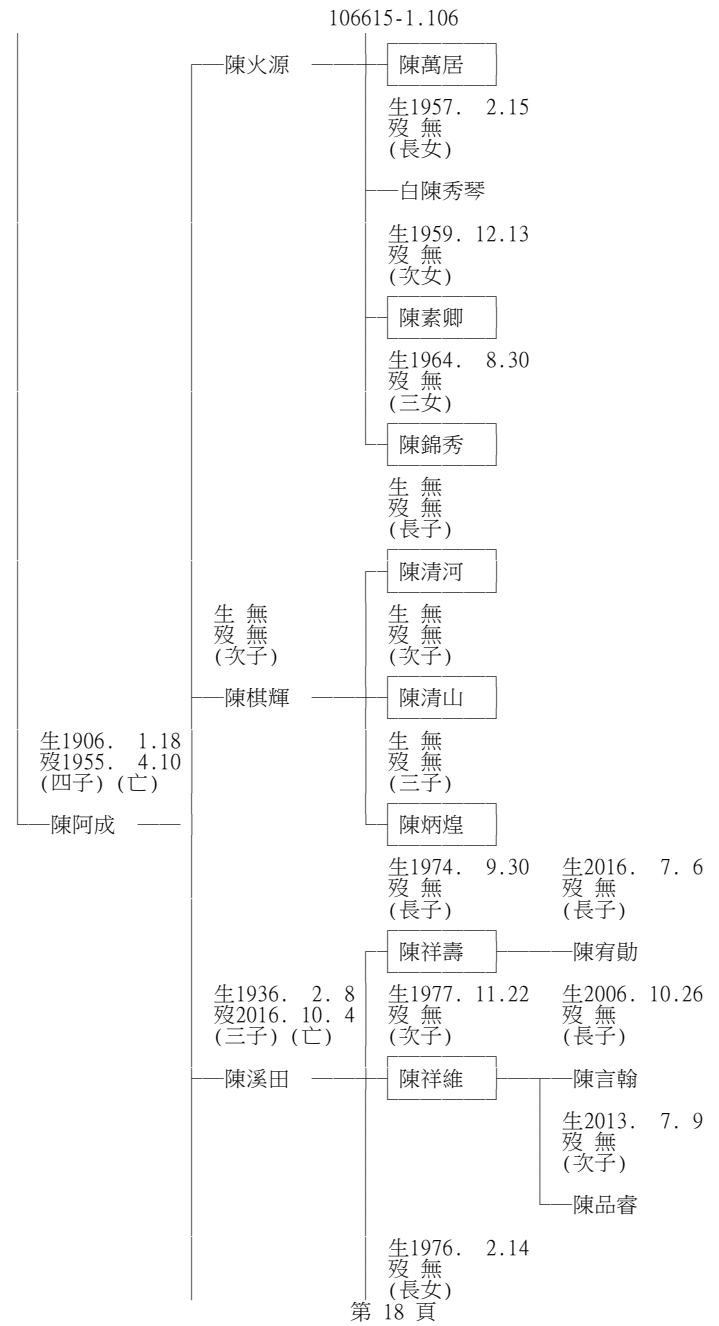 106615-1.106
陳火源 陳萬居
生1957. 2.15
歿 無
(長女)
白陳秀琴
生1959. 12.13
歿 無
(次女)
陳素卿
生1964. 8.30
歿 無
(三女)
陳錦秀
生 無
歿 無
(長子)
陳清河
生 無 生 無
歿 無 歿 無
(次子) (次子)
陳棋輝 陳清山
生1906. 1.18 生 無
歿1955. 4.10 歿 無
(四子)(亡) (三子)
陳阿成 陳炳煌
生1974. 9.30 生2016. 7. 6
歿 無 歿 無
(長子) (長子)
陳祥壽 陳宥勛
生1936. 2. 8 生1977. 11.22 生2006. 10.26
歿2016. 10. 4 歿 無 歿 無
(三子)(亡) (次子) (長子)
陳溪田 陳祥維 陳言翰
生2013. 7. 9
歿 無
(次子)
陳品睿
生1976. 2.14
歿 無
(長女)
第 18 頁